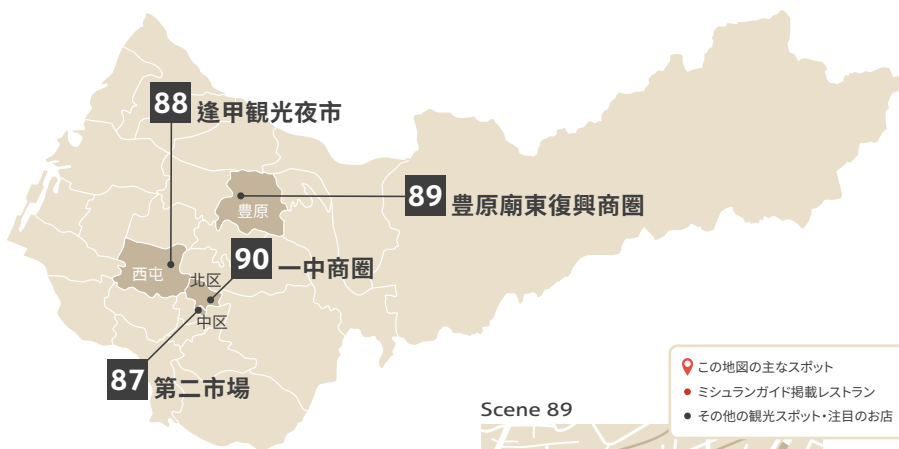 88 逢甲観光夜市
89 豊原廟東復興商圏
豊原
90 一中商圏
西屯
北区
中区
87 第二市場
この地図の主なスポット
ミシュランガイド掲載レストラン
その他の観光スポット・注目のお店
Scene 89